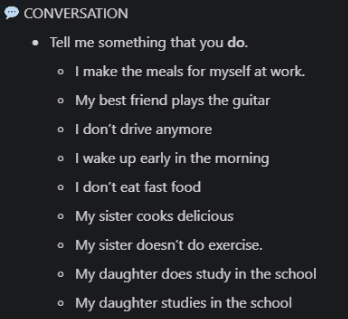 💬 CONVERSATION
• Tell me something that you do.
◦ I make the meals for myself at work.
◦ My best friend plays the guitar
◦ I don't drive anymore
◦ I wake up early in the morning
◦ I don't eat fast food
◦ My sister cooks delicious
◦ My sister doesn't do exercise.
◦ My daughter does study in the school
◦ My daughter studies in the school